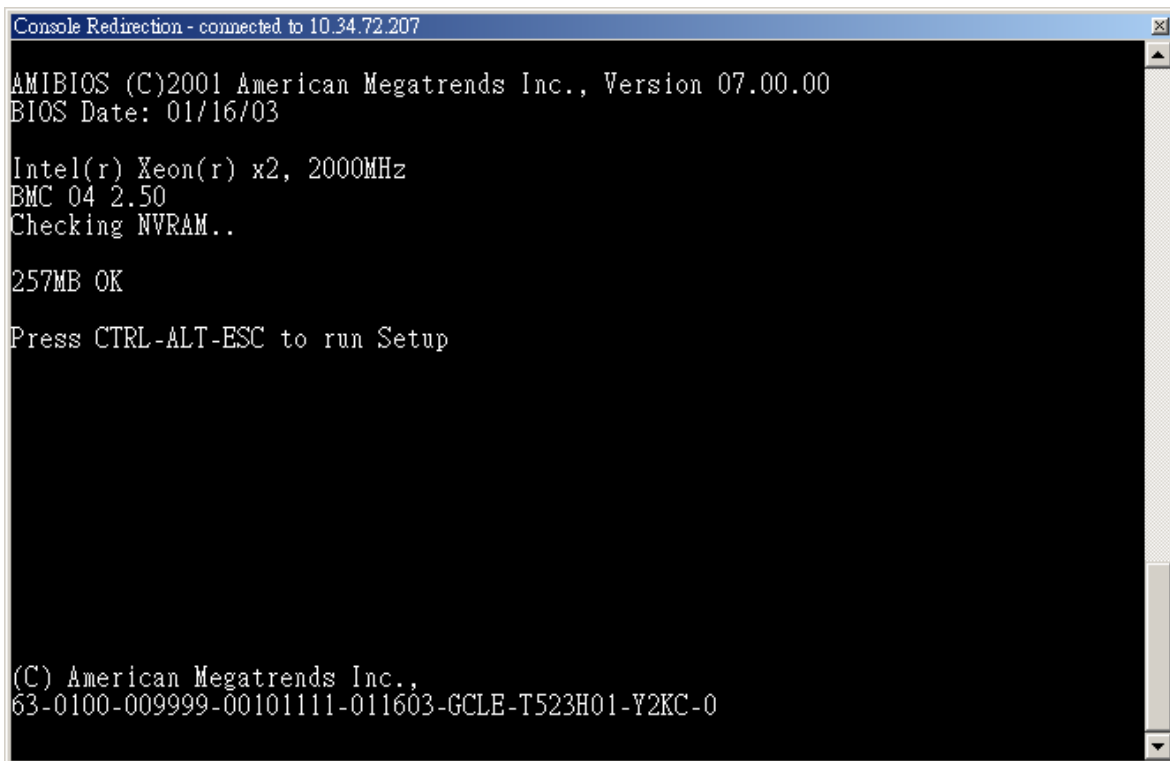 Console Redirection - connected to 10.34.72.207
AMIBIOS (C)2001 American Megatrends Inc., Version 07.00.00
BIOS Date: 01/16/03
Intel(r) Xeon(r) x2, 2000MHz
BMC 04 2.50
Checking NVRAM..
257MB OK
Press CTRL-ALT-ESC to run Setup
(C) American Megatrends Inc.,
63-0100-009999-00101111-011603-GCLE-T523H01-Y2KC-0